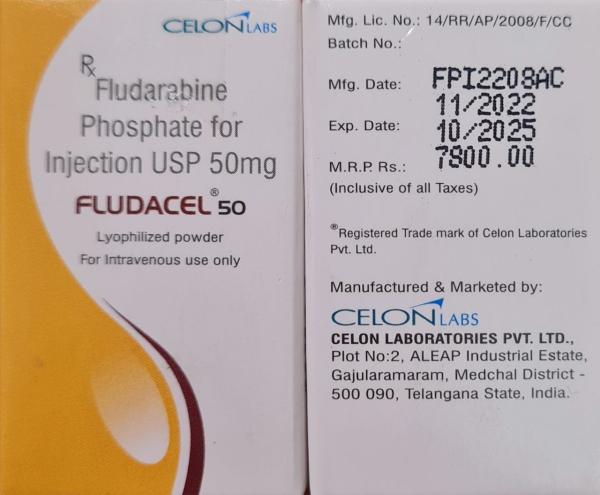 CELON LABS
Rx
Fludarabine
Phosphate for
Injection USP 50mg
FLUDACEL® 50
Lyophilized powder
For Intravenous use only
Mfg. Lic. No.: 14/RR/AP/2008/F/CC
Batch No.: FPI2208AC
Mfg. Date: 11/2022
Exp. Date: 10/2025
M.R.P. Rs.: 7800.00
(Inclusive of all Taxes)
®Registered Trade mark of Celon Laboratories
Pvt. Ltd.
Manufactured & Marketed by:
CELON LABS
CELON LABORATORIES PVT. LTD.,
Plot No:2, ALEAP Industrial Estate,
Gajularamaram, Medchal District -
500 090, Telangana State, India.